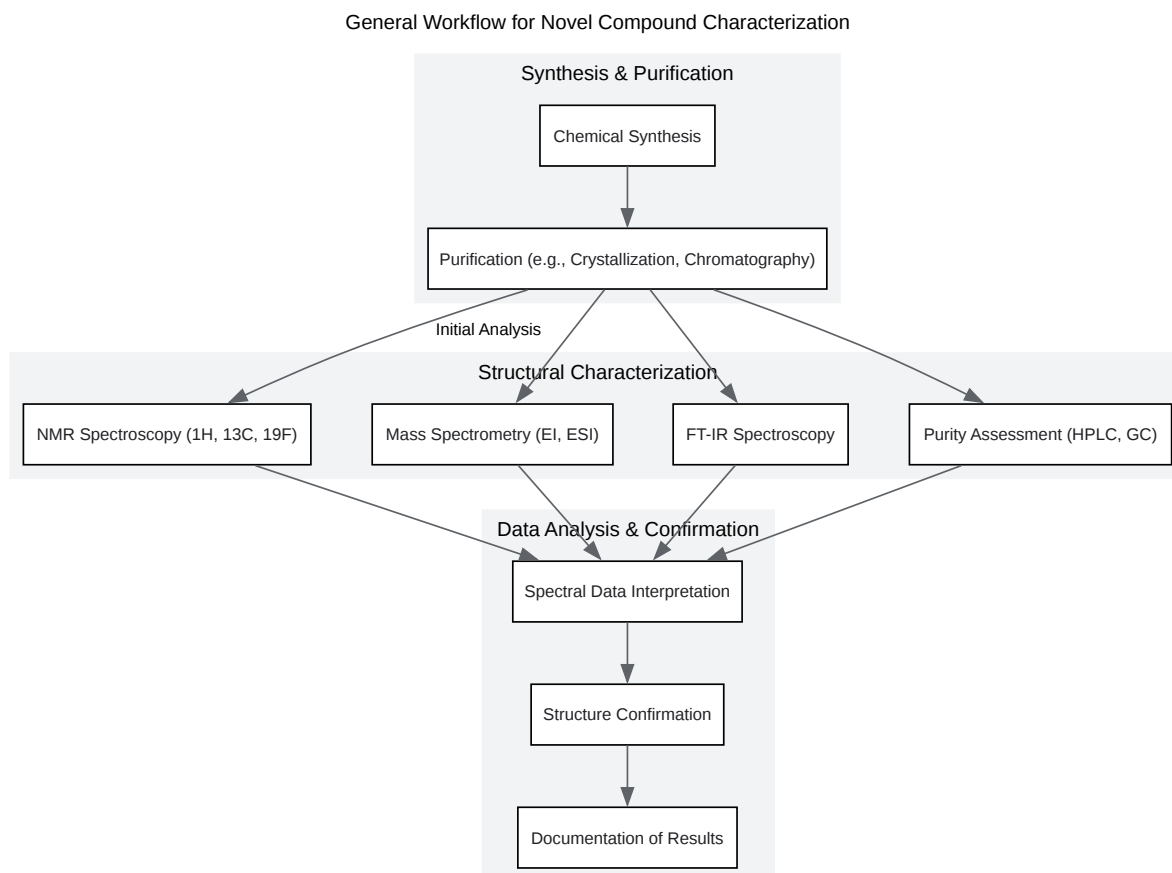 General Workflow for Novel Compound Characterization
Synthesis & Purification
Chemical Synthesis
Purification (e.g., Crystallization, Chromatography)
Initial Analysis
Structural Characterization
NMR Spectroscopy (1H, 13C, 19F)
Mass Spectrometry (EI, ESI)
FT-IR Spectroscopy
Purity Assessment (HPLC, GC)
Data Analysis & Confirmation
Spectral Data Interpretation
Structure Confirmation
Documentation of Results